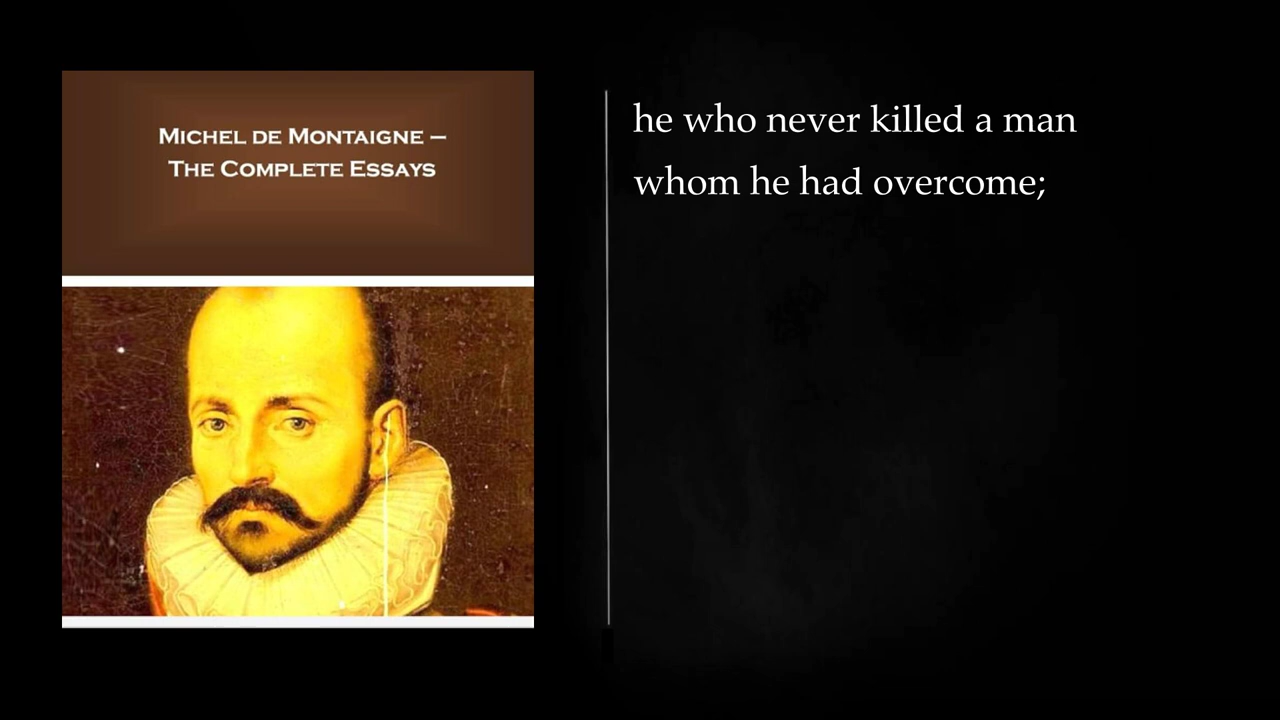 MICHEL DE MONTAIGNE –
THE COMPLETE ESSAYS
he who never killed a man
whom he had overcome;